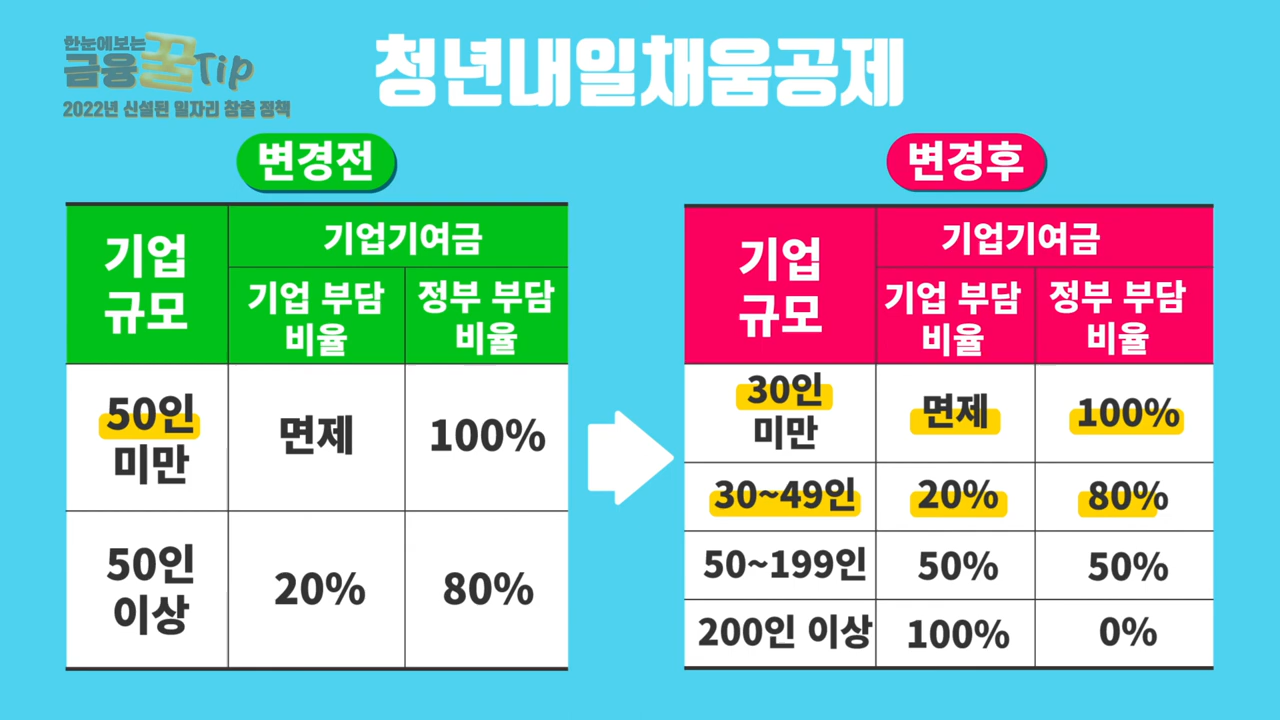 한눈에보는
금융꿀Tip
2022년 신설된 일자리 창출 정책
청년내일채움공제
변경전
기업
규모
기업기여금
기업 부담
비율
정부 부담
비율
50인
미만
면제
100%
50인
이상
20%
80%
변경후
기업
규모
기업기여금
기업 부담
비율
정부 부담
비율
30인
미만
면제
100%
30~49인
20%
80%
50~199인
50%
50%
200인 이상
100%
0%